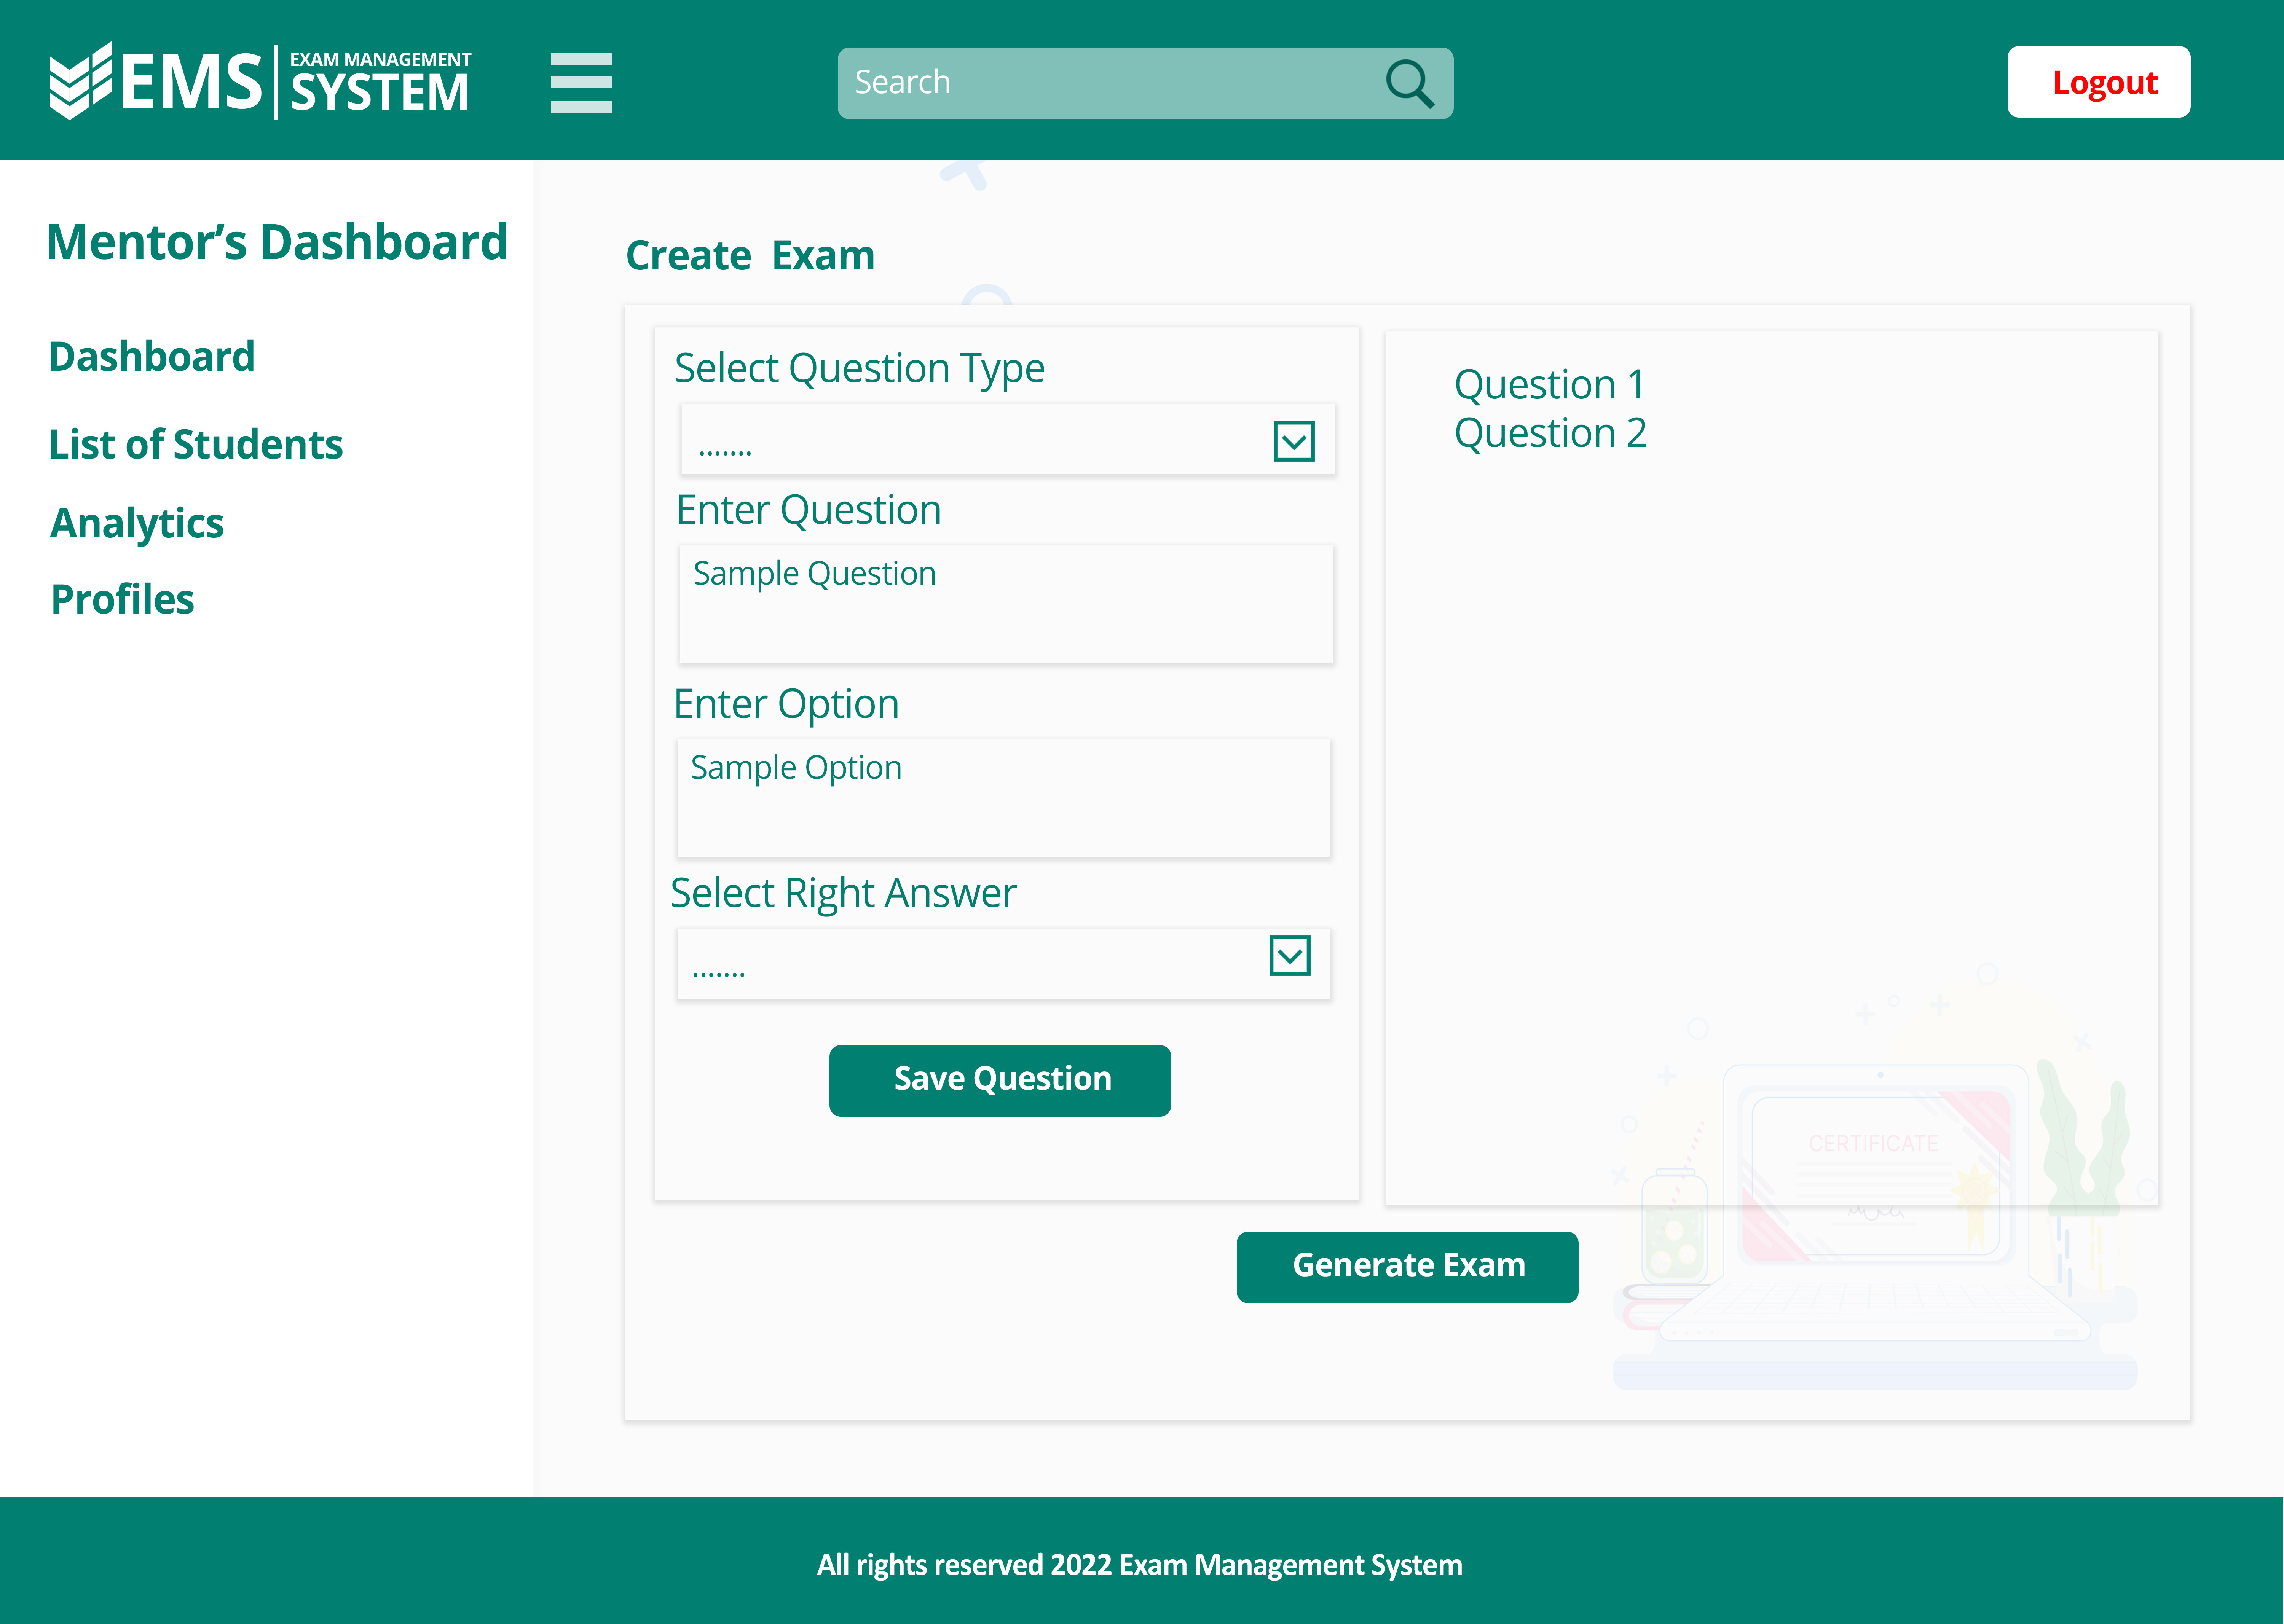 EMS
EXAM MANAGEMENT
SYSTEM
Search
Logout
Mentor’s Dashboard
Dashboard
List of Students
Analytics
Profiles
Create Exam
Select Question Type
.......
Enter Question
Sample Question
Enter Option
Sample Option
Select Right Answer
.......
Save Question
Question 1
Question 2
CERTIFICATE
Generate Exam
All rights reserved 2022 Exam Management System